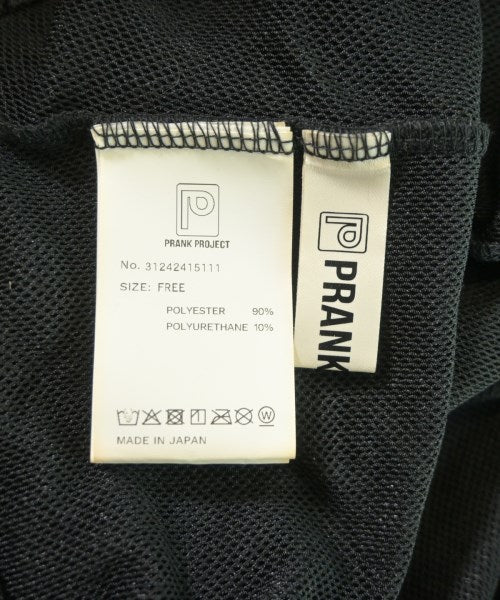 PRANK PROJECT
No. 31242415111
SIZE: FREE
POLYESTER 90%
POLYURETHANE 10%
W
MADE IN JAPAN
PRANK